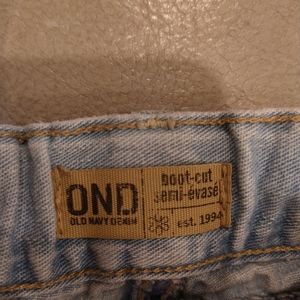 OND
OLD NAVY DENIM
boot-cut
semi-évasé
est. 1994